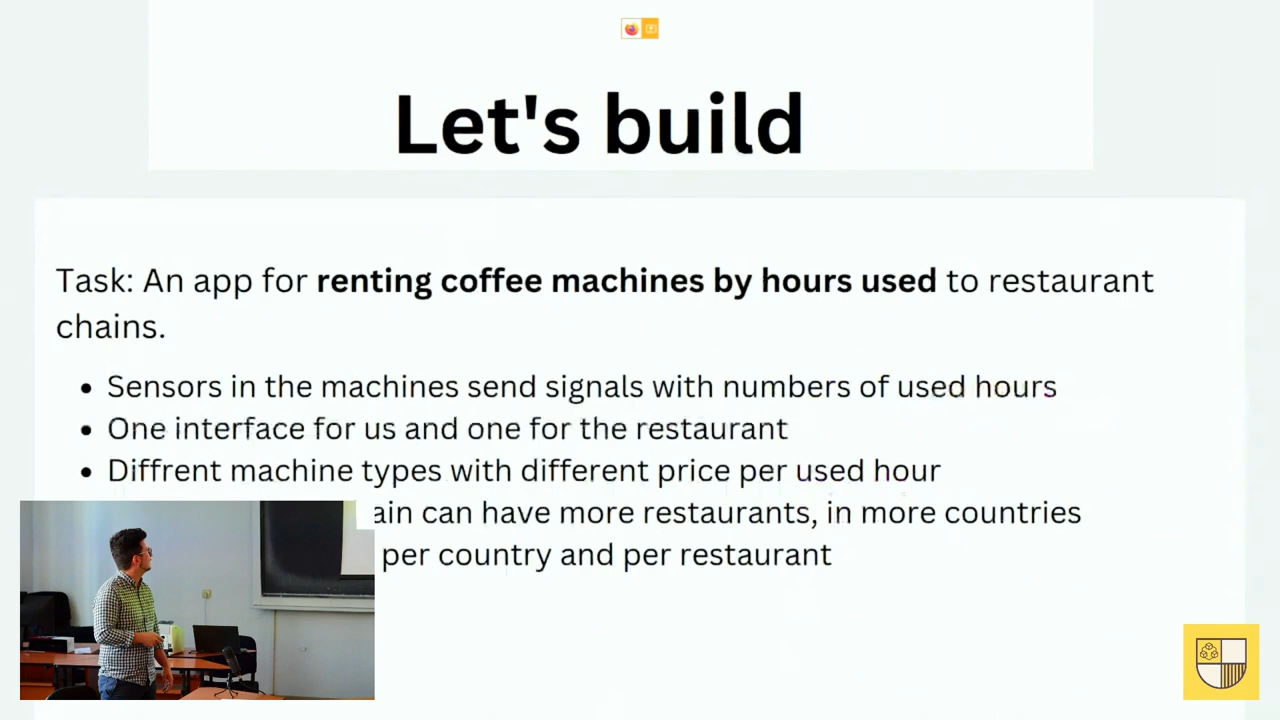 Let's build
Task: An app for renting coffee machines by hours used to restaurant
chains.
• Sensors in the machines send signals with numbers of used hours
• One interface for us and one for the restaurant
• Diffrent machine types with different price per used hour
can have more restaurants, in more countries
per country and per restaurant